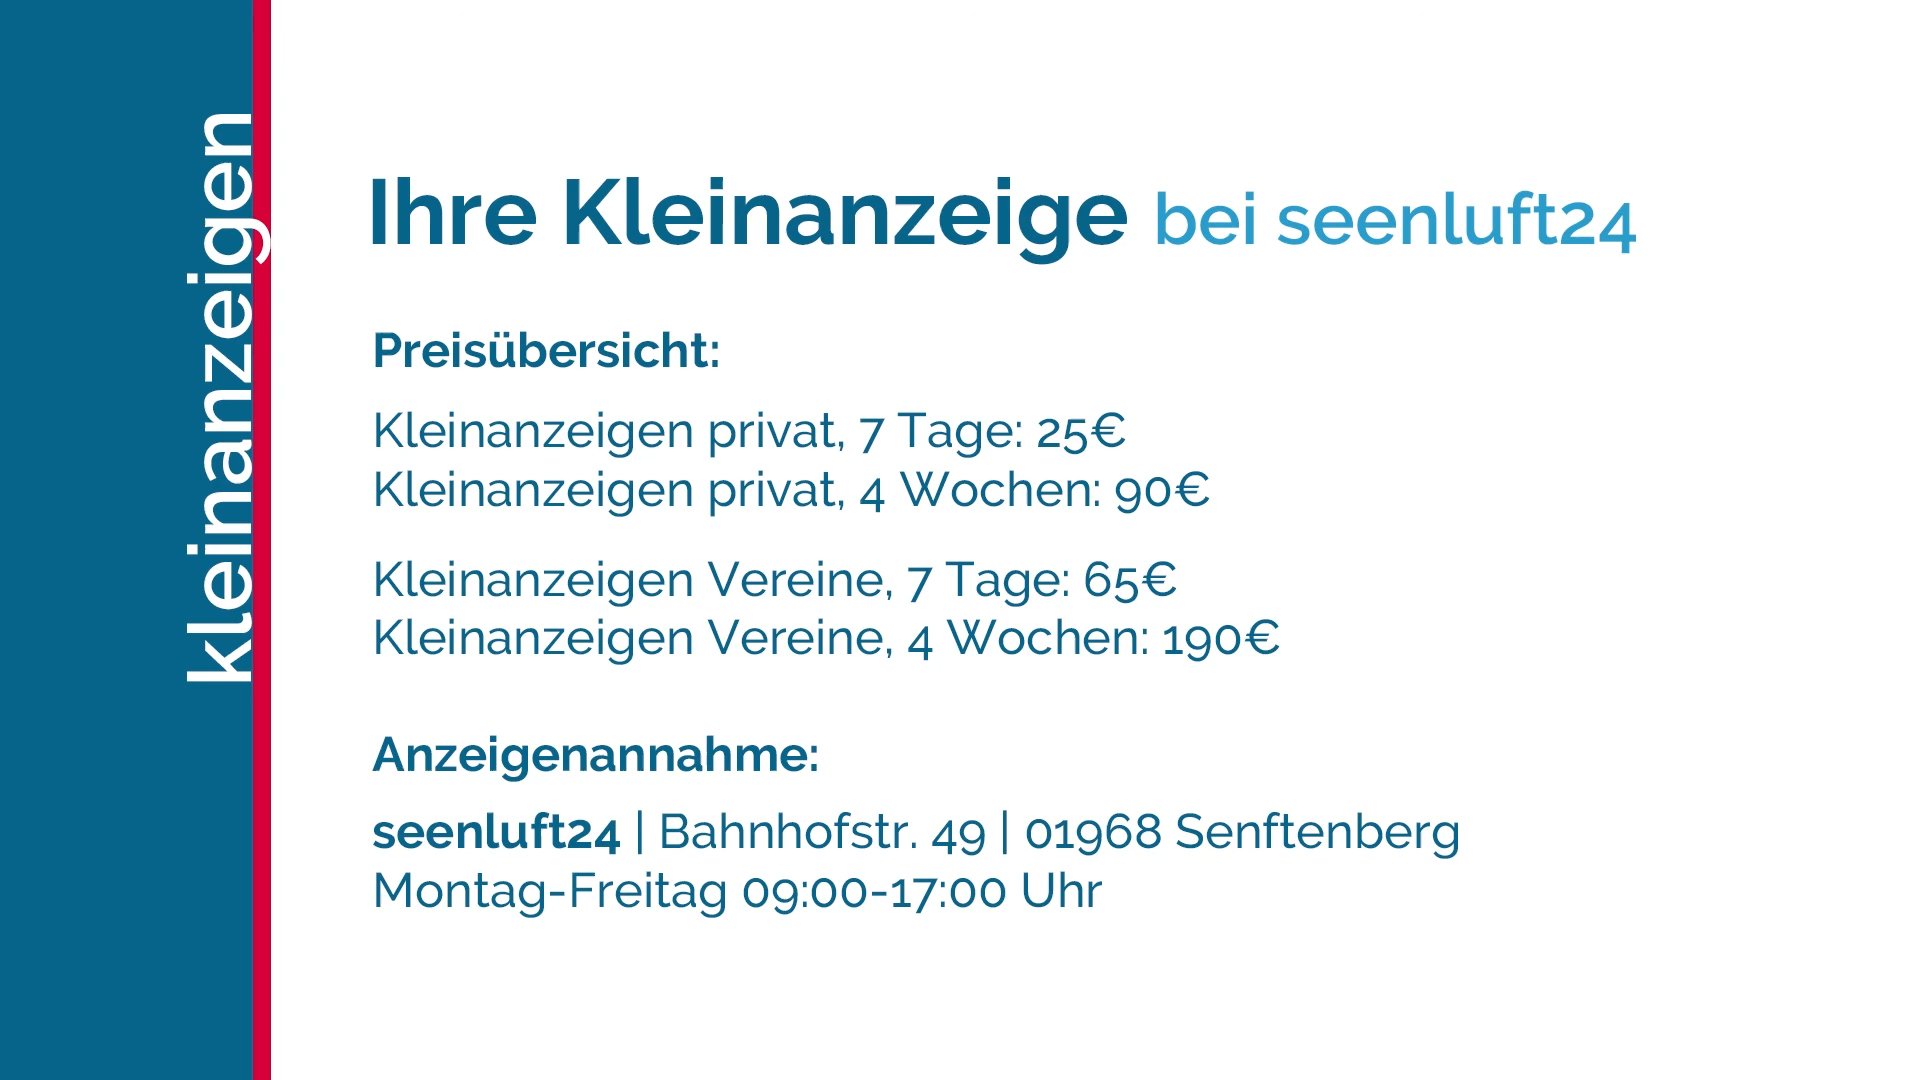 kleinanzeigen
Ihre Kleinanzeige bei seenluft24
Preisübersicht:
Kleinanzeigen privat, 7 Tage: 25€
Kleinanzeigen privat, 4 Wochen: 90€
Kleinanzeigen Vereine, 7 Tage: 65€
Kleinanzeigen Vereine, 4 Wochen: 190€
Anzeigenannahme:
seenluft24 | Bahnhofstr. 49 | 01968 Senftenberg
Montag-Freitag 09:00-17:00 Uhr